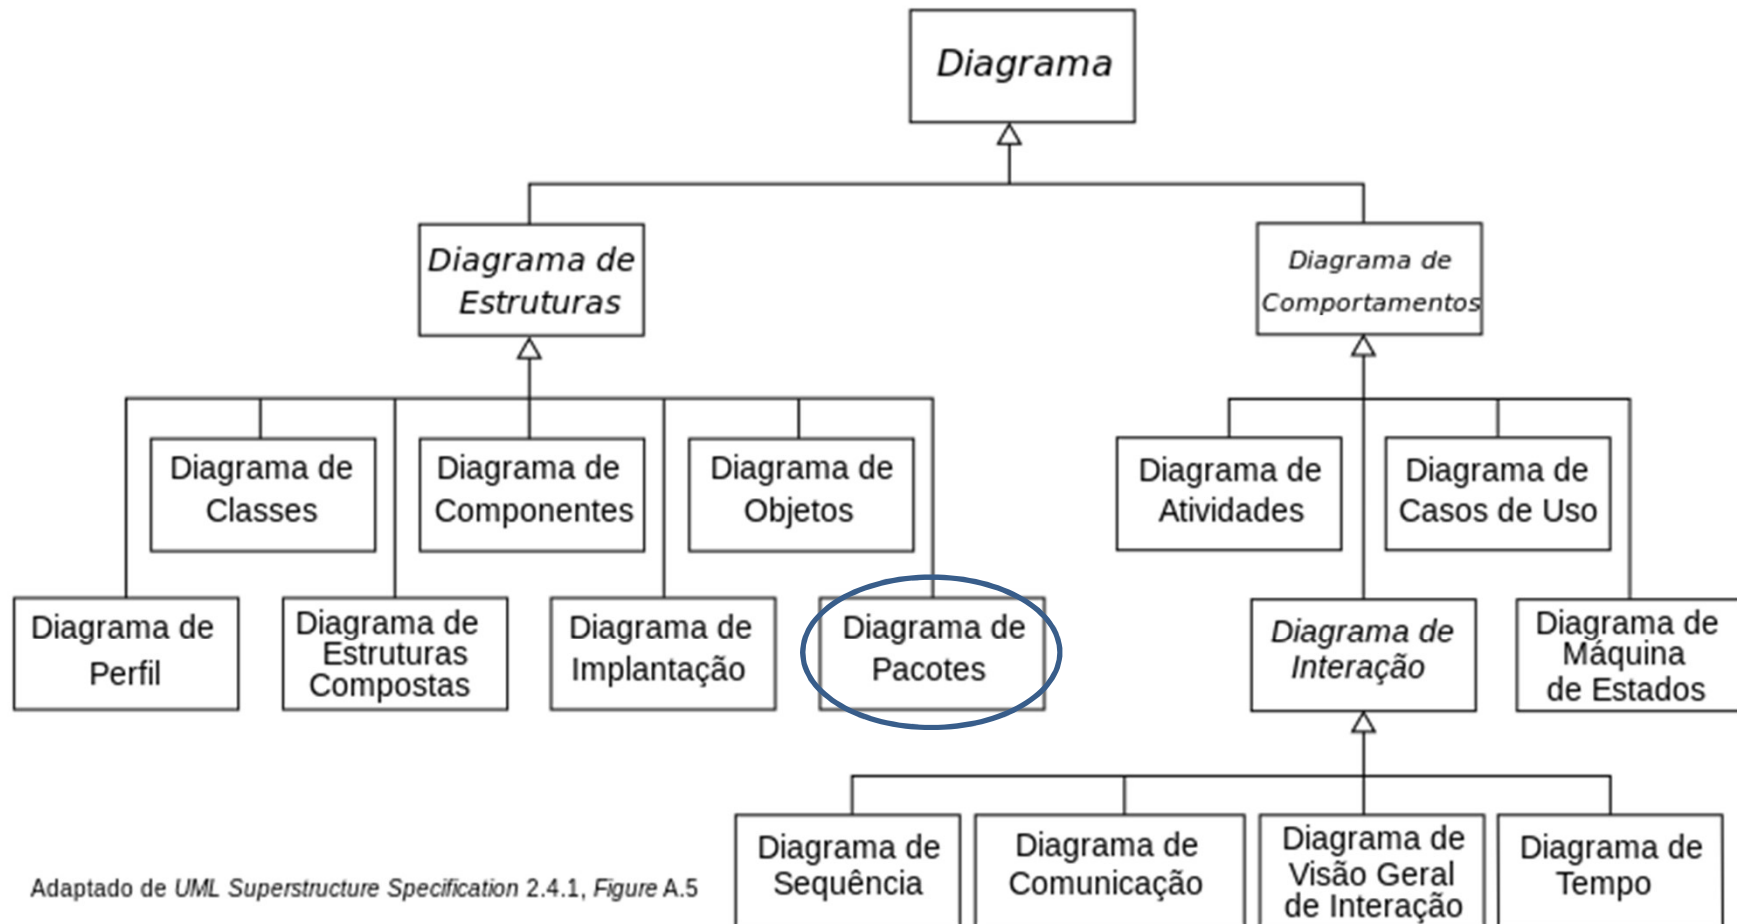 Diagrama
Diagrama de
Estruturas
Diagrama de
Comportamentos
Diagrama de
Classes
Diagrama de
Componentes
Diagrama de
Objetos
Diagrama de
Atividades
Diagrama de
Casos de Uso
Diagrama de
Perfil
Diagrama de
Estruturas
Compostas
Diagrama de
Implantação
Diagrama de
Pacotes
Diagrama de
Interação
Diagrama de
Máquina
de Estados
Diagrama de
Sequência
Diagrama de
Comunicação
Diagrama de
Visão Geral
de Interação
Diagrama de
Tempo
Adaptado de UML Superstructure Specification 2.4.1, Figure A.5